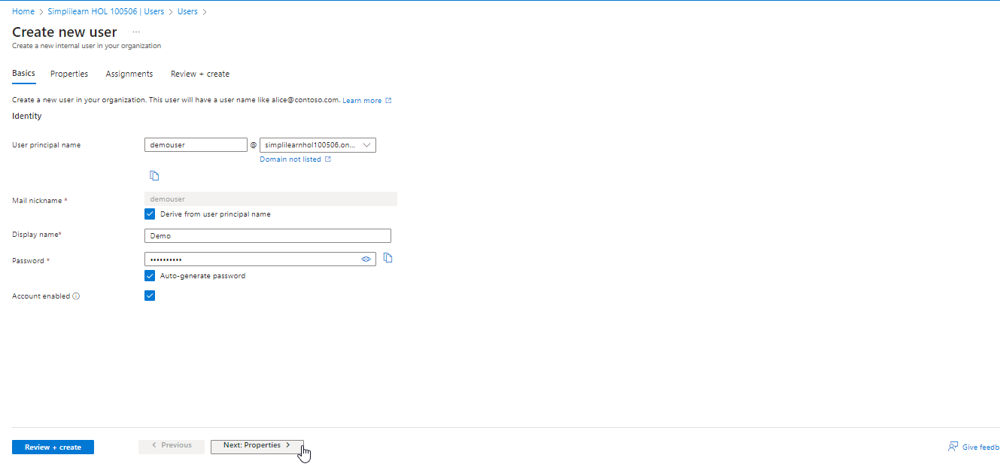 Home > Simplilearn HOL 100506 | Users > Users >
Create new user ...
Create a new internal user in your organization
Basics Properties Assignments Review + create
Create a new user in your organization. This user will have a user name like alice@contoso.com. Learn more
Identity
User principal name demouser @ simplilearnhol100506.on...
Domain not listed
Mail nickname * demouser
Derive from user principal name
Display name* Demo
Password * ••••••••••
Auto-generate password
Account enabled
Review + create < Previous Next: Properties > Give feedb